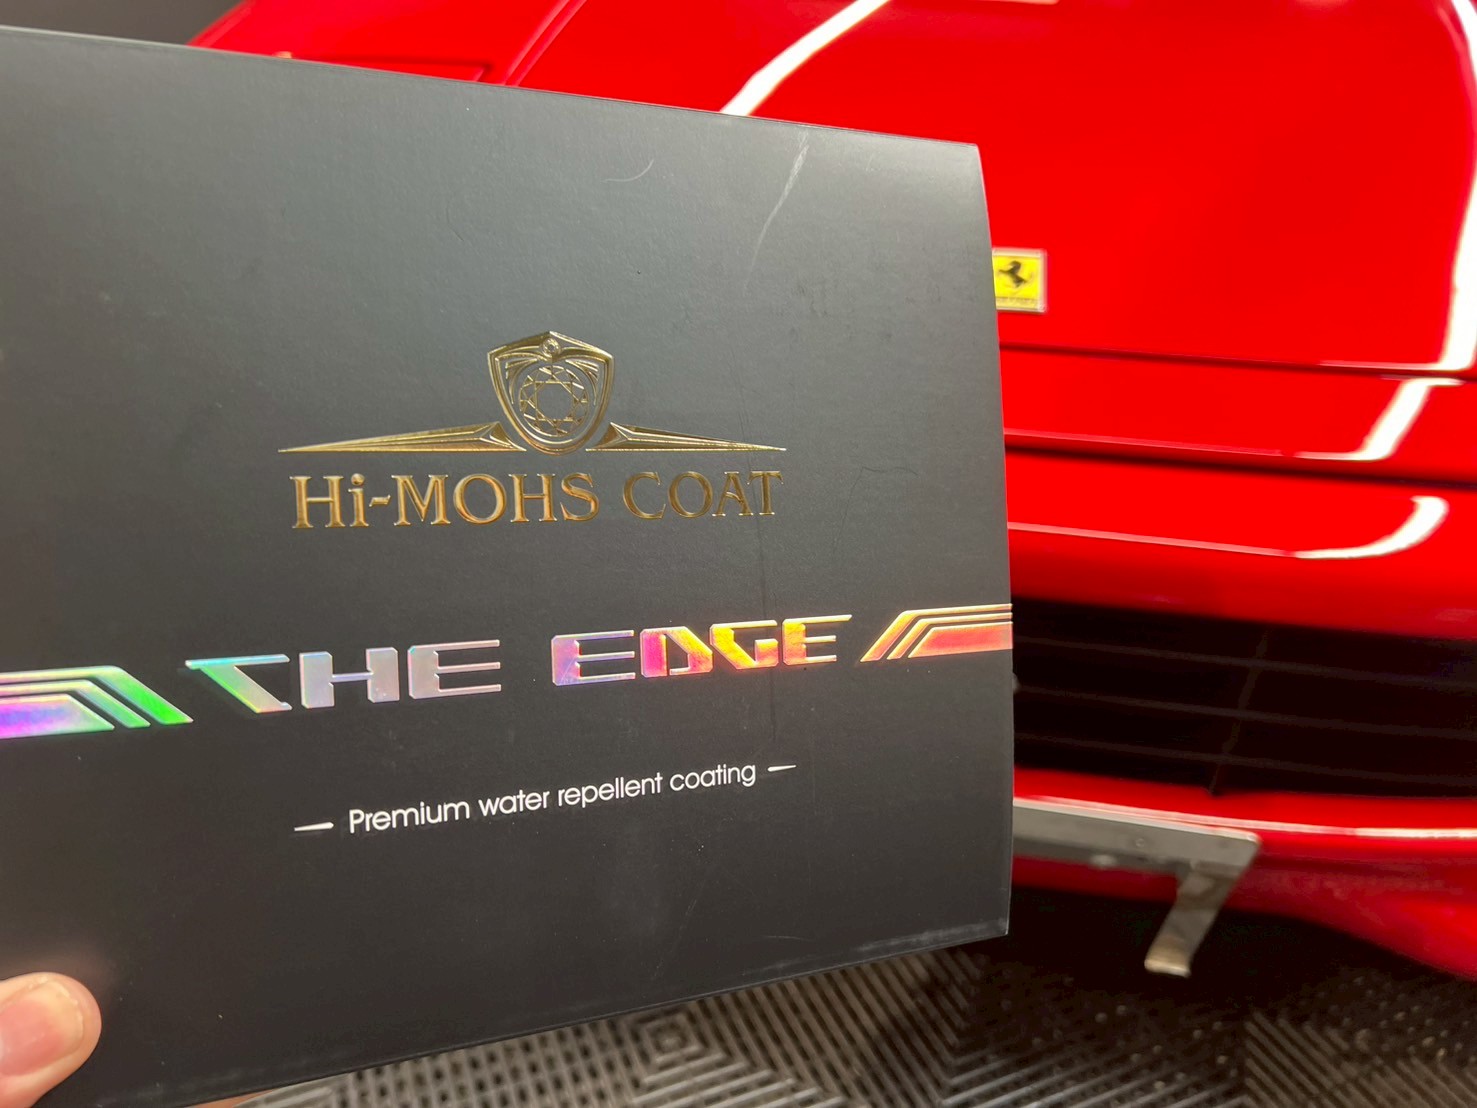 Hi-MOHS COAT
THE EDGE
Premium water repellent coating